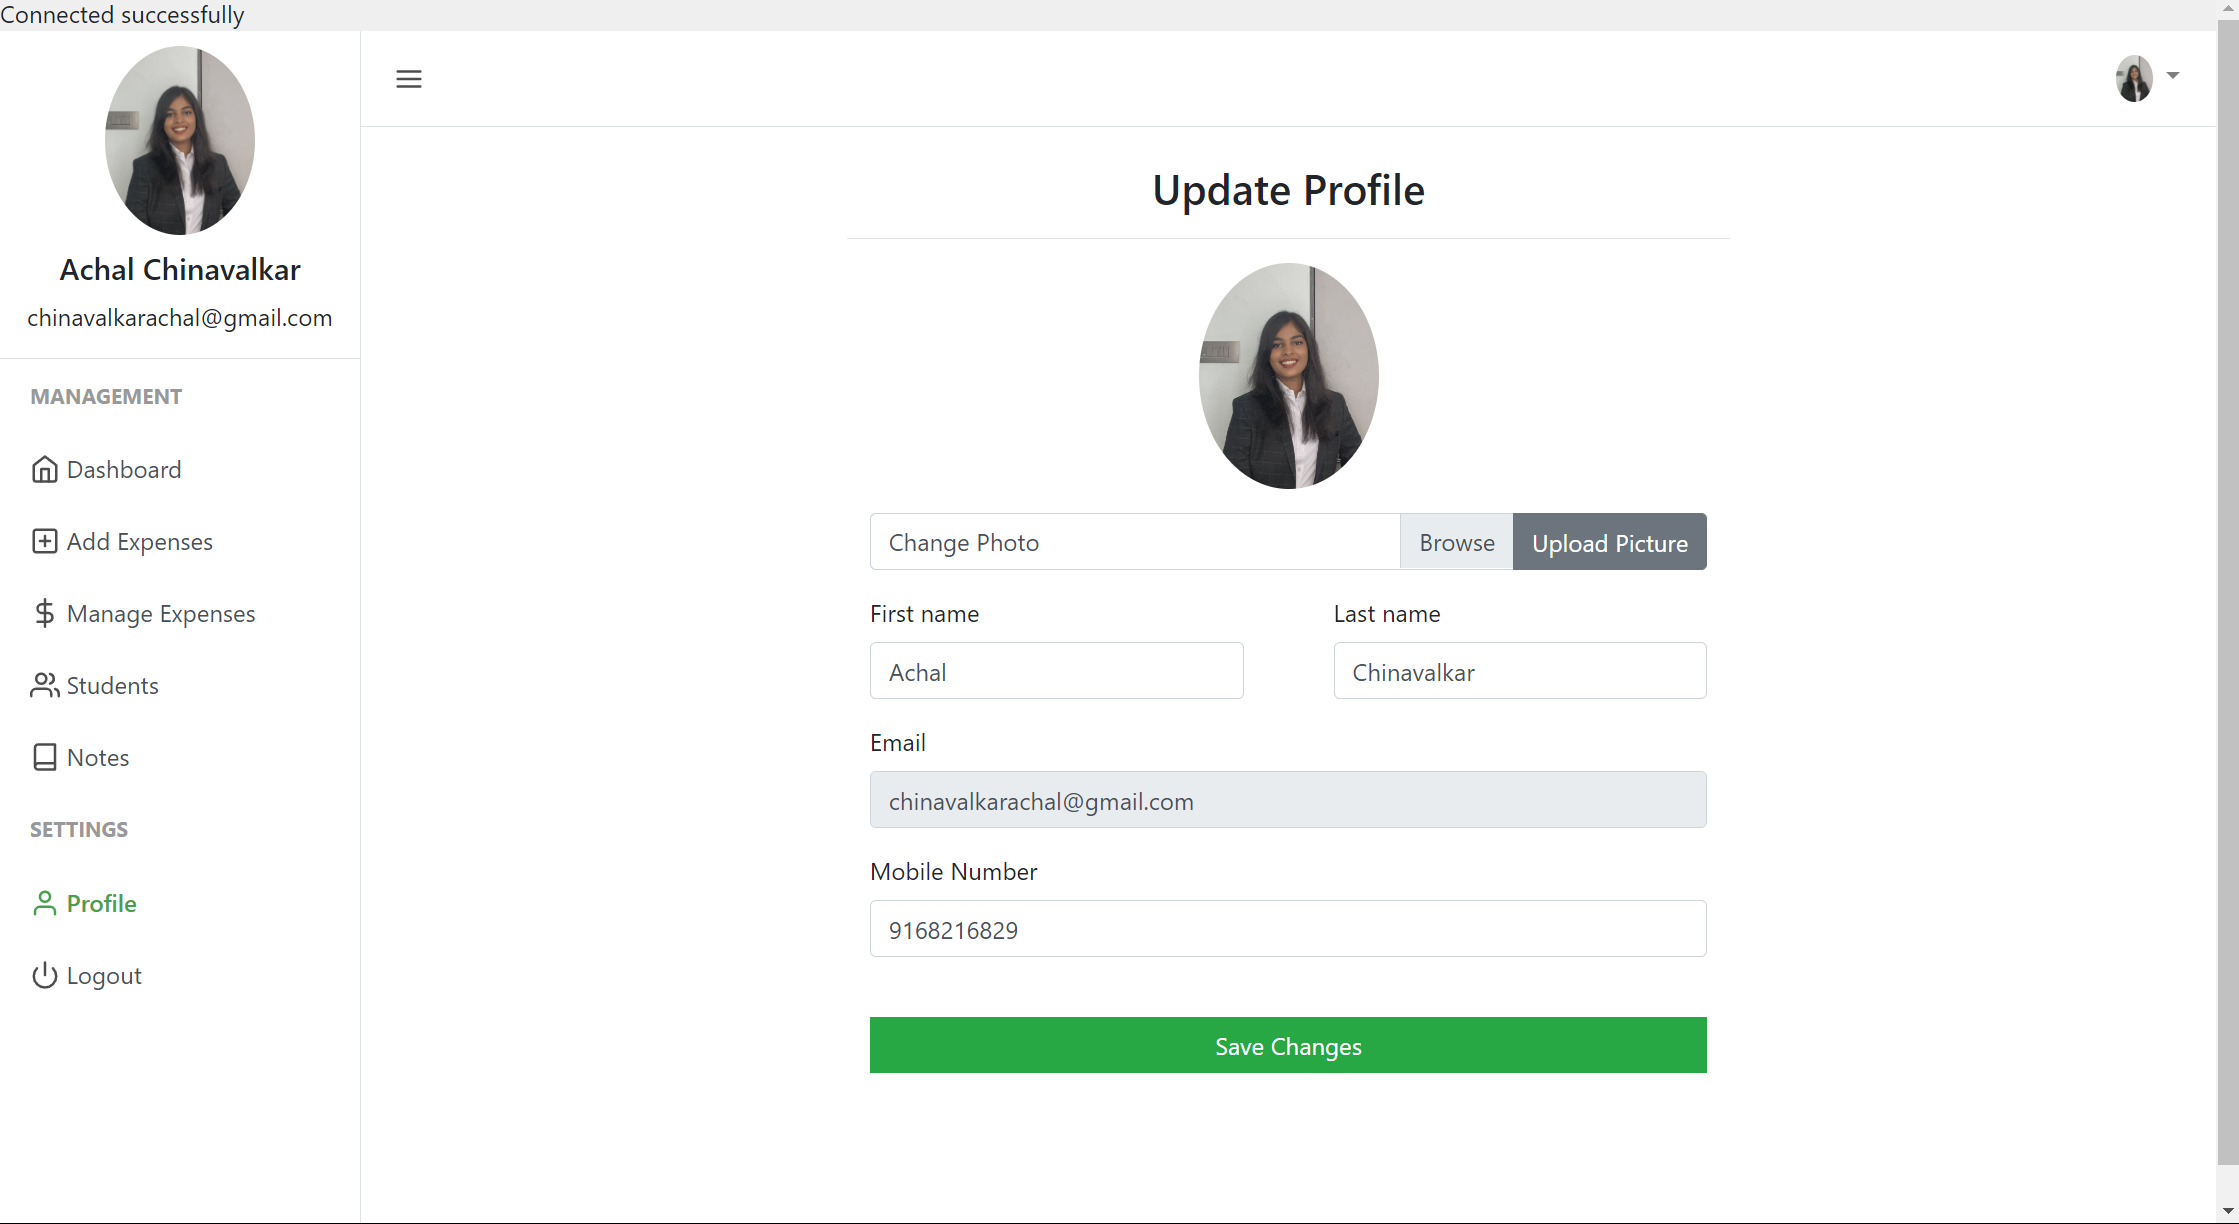 Connected successfully
Achal Chinavalkar
chinavalkarachal@gmail.com
MANAGEMENT
Dashboard
Add Expenses
Manage Expenses
Students
Notes
SETTINGS
Profile
Logout
Update Profile
Change Photo Browse Upload Picture
First name Last name
Achal Chinavalkar
Email
chinavalkarachal@gmail.com
Mobile Number
9168216829
Save Changes